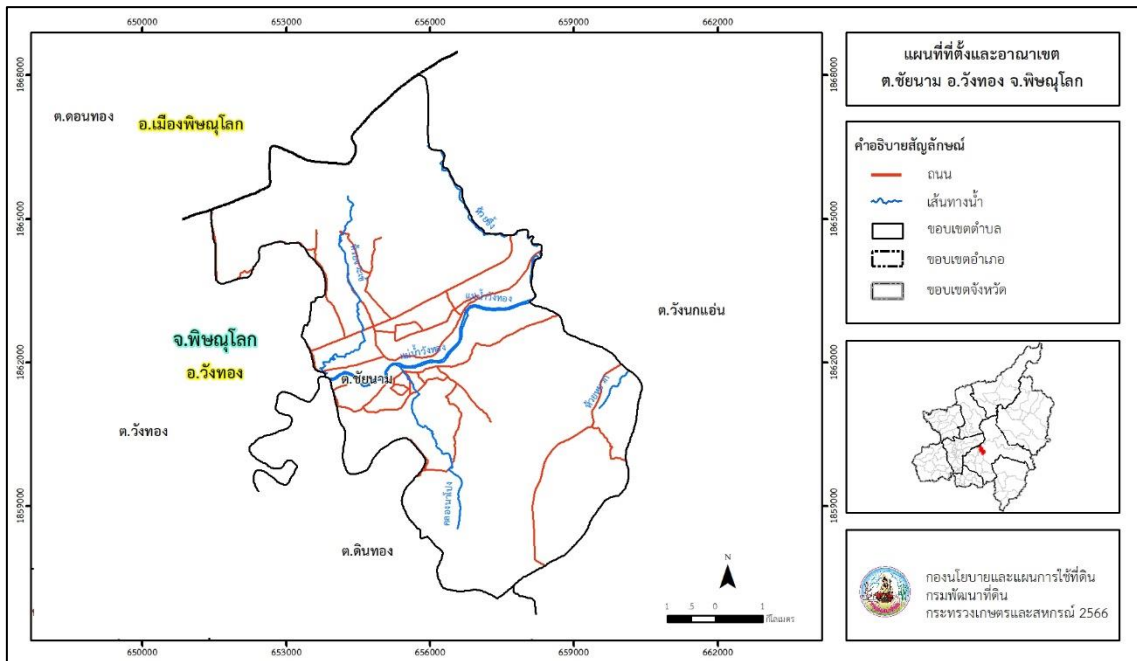 650000 653000 656000 659000 662000
แผนที่ที่ตั้งและอาณาเขต
ต.ชัยนาม อ.วังทอง จ.พิษณุโลก
1868000 1868000
ต.ดอนทอง
อ.เมืองพิษณุโลก
คำอธิบายสัญลักษณ์
ถนน
เส้นทางน้ำ
ขอบเขตตำบล
ขอบเขตอำเภอ
ขอบเขตจังหวัด
1865000 1865000
แม่น้ำวังทอง
ต.วังนกแอ่น
จ.พิษณุโลก
อ.วังทอง
แม่น้ำวังทอง
1862000 1862000
ต.ชัยนาม
ต.วังทอง
1859000 1859000
ต.ดินทอง
N
1 .5 0 1
กิโลเมตร
กองนโยบายและแผนการใช้ที่ดิน
กรมพัฒนาที่ดิน
กระทรวงเกษตรและสหกรณ์ 2566
650000 653000 656000 659000 662000